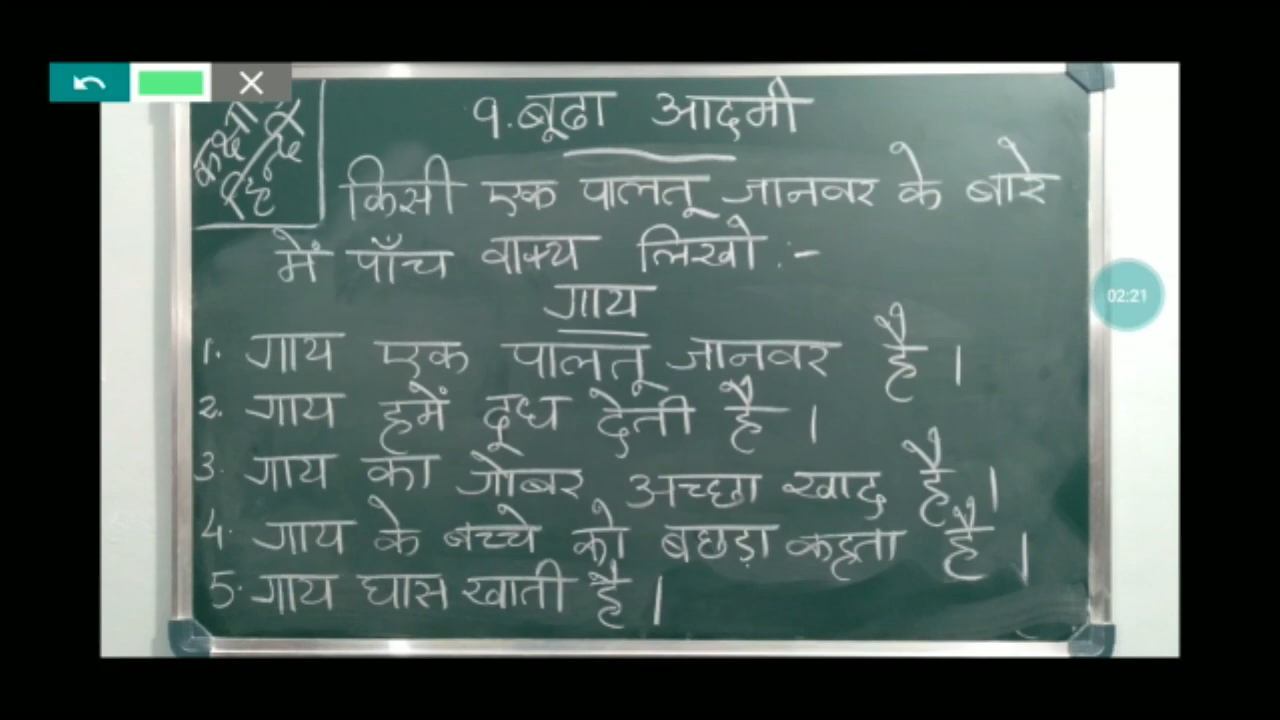 कक्षा
हिन्दी
१.बूढा आदमी
किसी एक पालतू जानवर के बारे
में पाँच वाक्य लिखो :-
गाय
1. गाय एक पालतू जानवर है ।
2. गाय हमें दूध देती है ।
3. गाय का गोबर अच्छा खाद है ।
4. गाय के बच्चे को बछड़ा कहता है ।
5. गाय घास खाती है ।
02:21